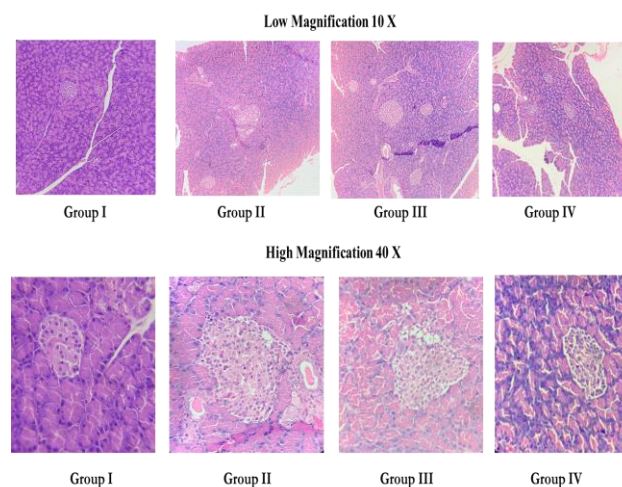 Low Magnification 10 X
Group I Group II Group III Group IV
High Magnification 40 X
Group I Group II Group III Group IV